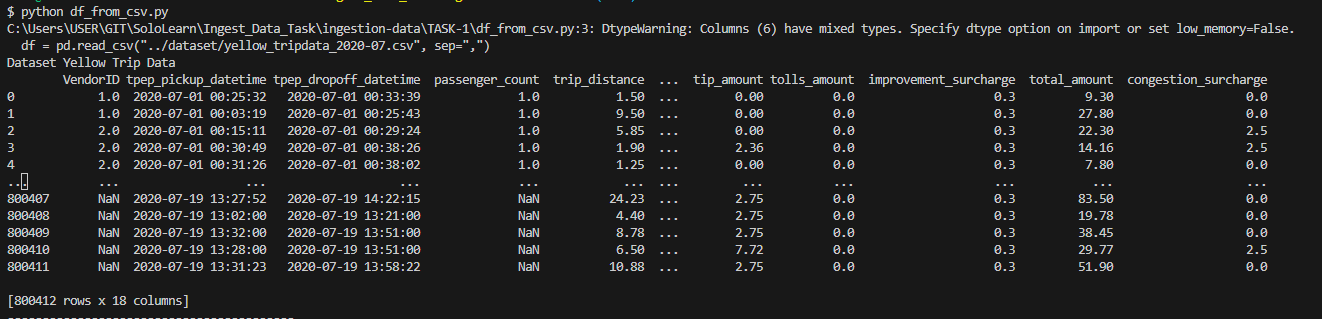 $ python df_from_csv.py
C:\Users\USER\GIT\SoloLearn\Ingest_Data_Task\ingestion-data\TASK-1\df_from_csv.py:3: DtypeWarning: Columns (6) have mixed types. Specify dtype option on import or set low_memory=False.
  df = pd.read_csv("../dataset/yellow_tripdata_2020-07.csv", sep=",")
Dataset Yellow Trip Data
        VendorID tpep_pickup_datetime tpep_dropoff_datetime  passenger_count  trip_distance  ...  tip_amount tolls_amount  improvement_surcharge  total_amount  congestion_surcharge
0            1.0  2020-07-01 00:25:32   2020-07-01 00:33:39              1.0           1.50  ...        0.00          0.0                    0.3          9.30                   0.0
1            1.0  2020-07-01 00:03:19   2020-07-01 00:25:43              1.0           9.50  ...        0.00          0.0                    0.3         27.80                   0.0
2            2.0  2020-07-01 00:15:11   2020-07-01 00:29:24              1.0           5.85  ...        0.00          0.0                    0.3         22.30                   2.5
3            2.0  2020-07-01 00:30:49   2020-07-01 00:38:26              1.0           1.90  ...        2.36          0.0                    0.3         14.16                   2.5
4            2.0  2020-07-01 00:31:26   2020-07-01 00:38:02              1.0           1.25  ...        0.00          0.0                    0.3          7.80                   0.0
...          ...                  ...                   ...              ...            ...  ...         ...          ...                    ...           ...                   ...
800407       NaN  2020-07-19 13:27:52   2020-07-19 14:22:15              NaN          24.23  ...        2.75          0.0                    0.3         83.50                   0.0
800408       NaN  2020-07-19 13:02:00   2020-07-19 13:21:00              NaN           4.40  ...        2.75          0.0                    0.3         19.78                   0.0
800409       NaN  2020-07-19 13:32:00   2020-07-19 13:51:00              NaN           8.78  ...        2.75          0.0                    0.3         38.45                   0.0
800410       NaN  2020-07-19 13:28:00   2020-07-19 13:51:00              NaN           6.50  ...        7.72          0.0                    0.3         29.77                   2.5
800411       NaN  2020-07-19 13:31:23   2020-07-19 13:58:22              NaN          10.88  ...        2.75          0.0                    0.3         51.90                   0.0
[800412 rows x 18 columns]